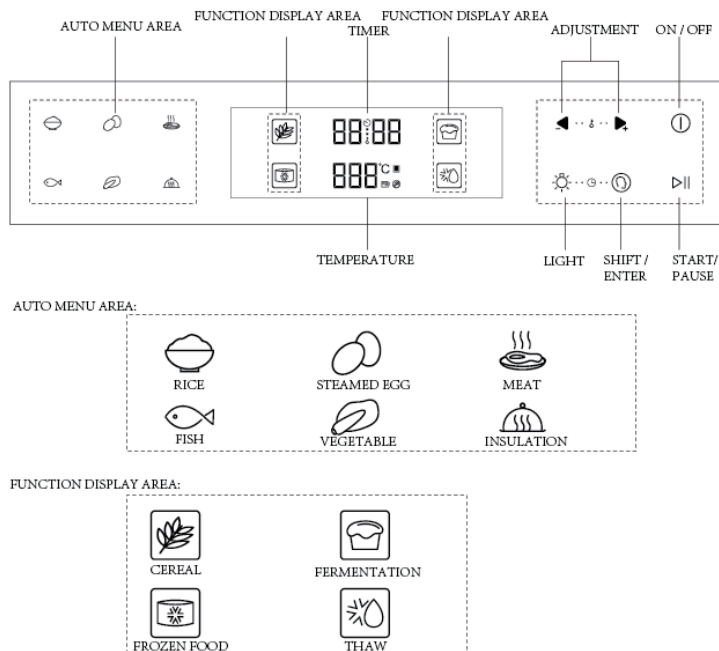 FUNCTION DISPLAY AREA FUNCTION DISPLAY AREA
AUTO MENU AREA TIMER ADJUSTMENT ON / OFF
88:88
888°C
- +
TEMPERATURE LIGHT SHIFT / START/
ENTER PAUSE
AUTO MENU AREA:
RICE STEAMED EGG MEAT
FISH VEGETABLE INSULATION
FUNCTION DISPLAY AREA:
CEREAL FERMENTATION
FROZEN FOOD THAW